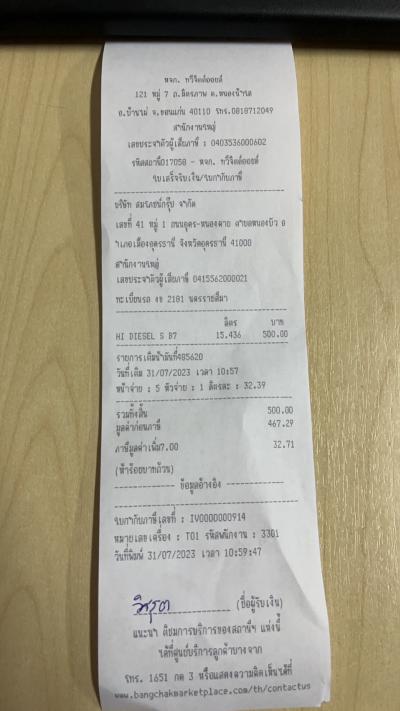 หจก. ทวีจิตต์ออยล์
121 หมู่ 7 ถ.มิตรภาพ ต.หนองน้ำใส
อ.บ้านไผ่ จ.ขอนแก่น 40110 โทร.0818712049
สำนักงานใหญ่
เลขประจำตัวผู้เสียภาษี : 0403536000602
รหัสสถานี017058 - หจก. ทวีจิตต์ออยล์
ใบเสร็จรับเงิน/ใบกำกับภาษี
บริษัท สมโภชน์กรุ๊ป จำกัด
เลขที่ 41 หมู่ 1 ถนนอุดร-หนองคาย ตำบลหนองบัว อ
ำเภอเมืองอุดรธานี จังหวัดอุดรธานี 41000
สำนักงานใหญ่
เลขประจำตัวผู้เสียภาษี 0415562000021
ทะเบียนรถ 2181 นครราชสีมา
ลิตร บาท
HI DIESEL S B7 15.436 500.00
รายการเติมน้ำมันที่485620
วันที่เติม 31/07/2023 เวลา 10:57
หน้าจ่าย : 5 หัวจ่าย : 1 ลิตรละ : 32.39
รวมทั้งสิ้น 500.00
มูลค่าก่อนภาษี 467.29
ภาษีมูลค่าเพิ่ม7.00 32.71
(ห้าร้อยบาทถ้วน)
------------- ข้อมูลอ้างอิง -------------
ใบกำกับภาษีเลขที่ : IV0000000914
หมายเลขเครื่อง : T01 รหัสพนักงาน : 3301
วันที่พิมพ์ 31/07/2023 เวลา 10:59:47
(ชื่อผู้รับเงิน)
แนะนำ ติชมการบริการของสถานีฯ แห่งนี้
ได้ที่ศูนย์บริการลูกค้าบางจาก
โทร. 1651 กด 3 หรือแสดงความคิดเห็นได้ที่
www.bangchakmarketplace.com/th/contactus